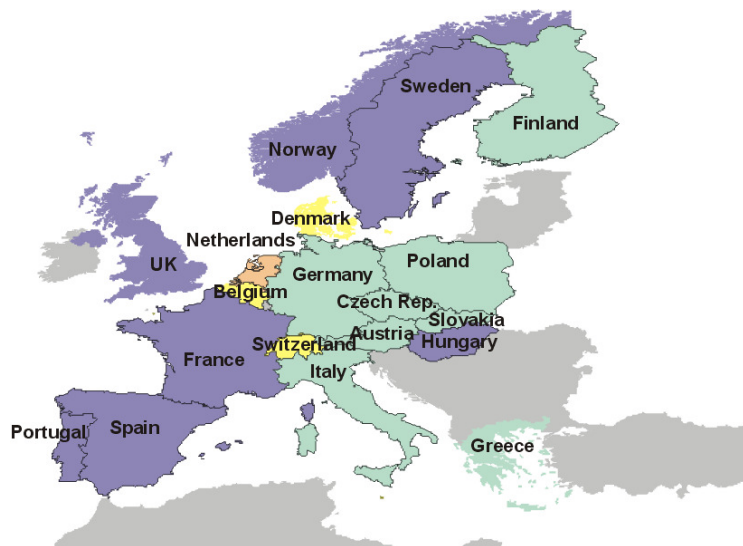 Sweden
Finland
Norway
Denmark
Netherlands
Poland
UK
Germany
Belgium
Czech Rep.
Slovakia
Austria
Switzerland
Hungary
France
Italy
Portugal
Spain
Greece